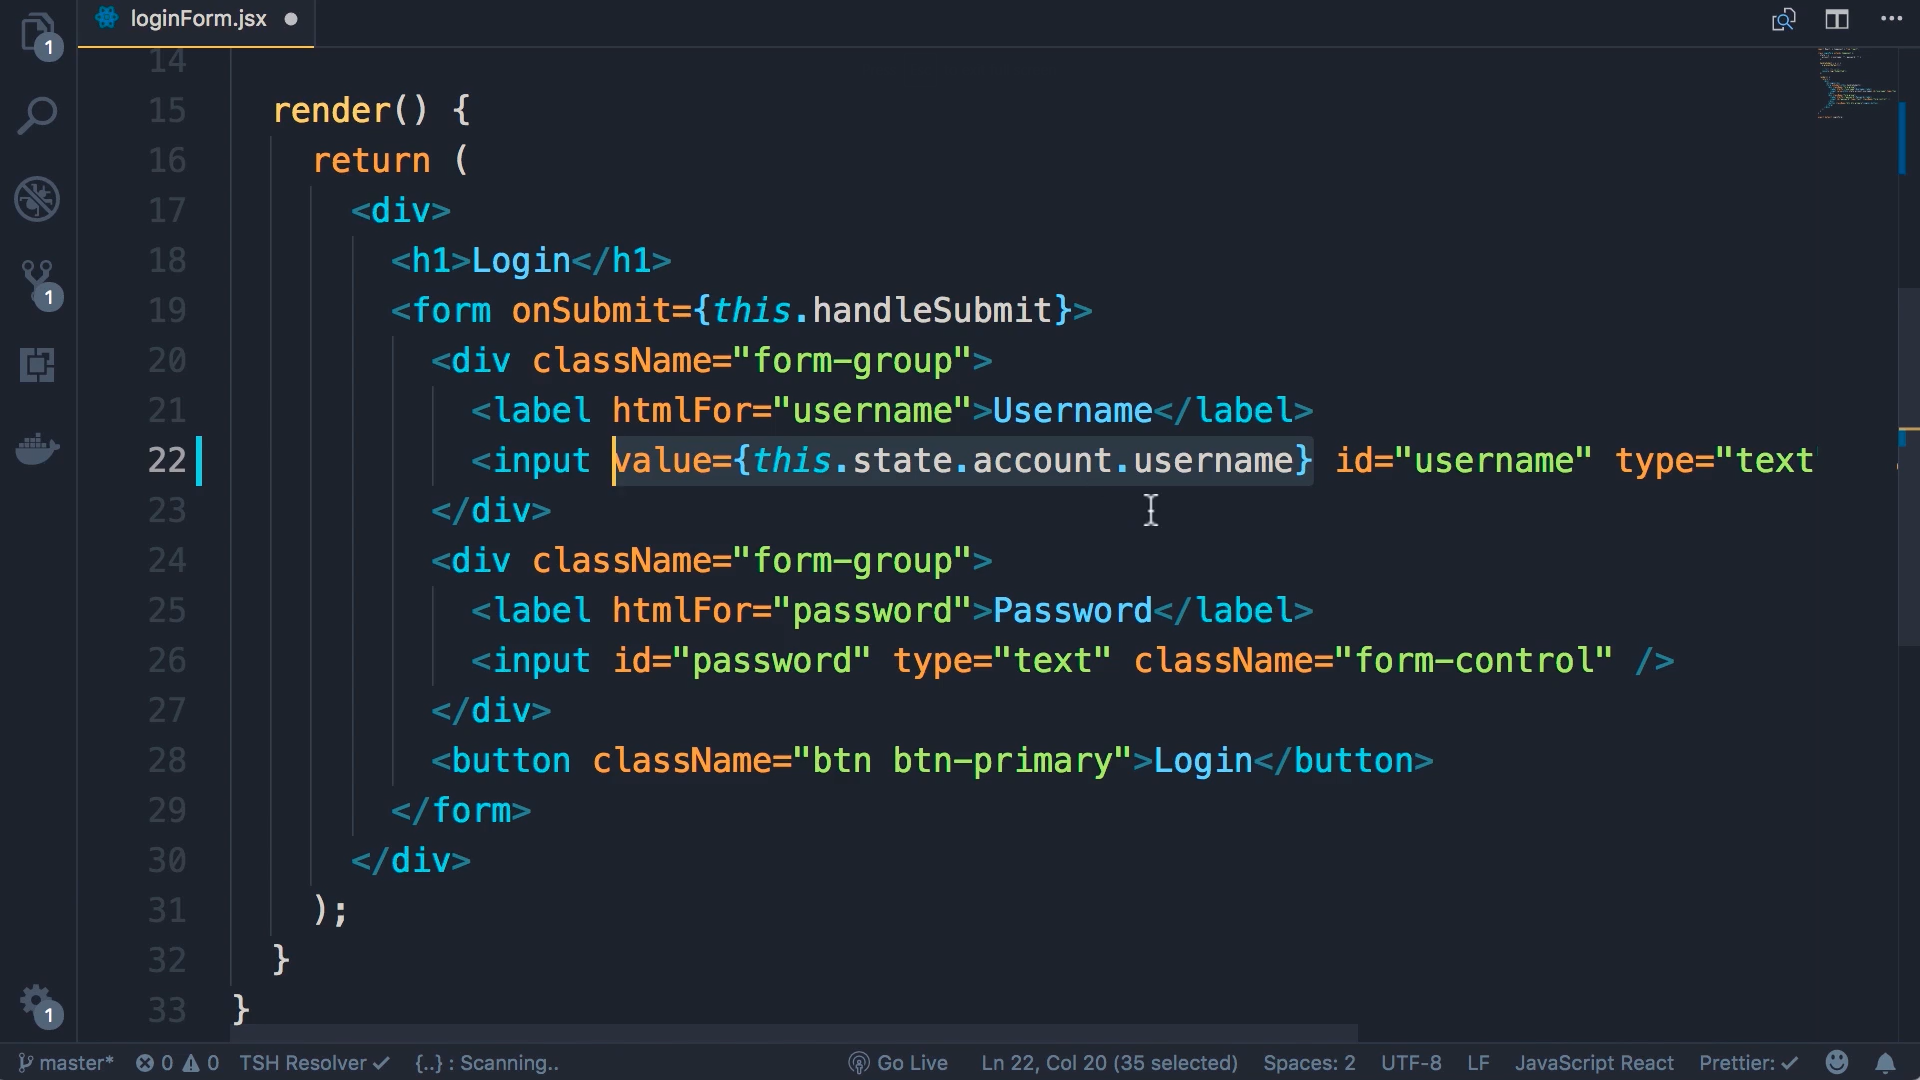 loginForm.jsx
1
14
15 render() {
16 return (
17 <div>
18 <h1>Login</h1>
19 <form onSubmit={this.handleSubmit}>
20 <div className="form-group">
21 <label htmlFor="username">Username</label>
22 <input value={this.state.account.username} id="username" type="text
23 </div>
24 <div className="form-group">
25 <label htmlFor="password">Password</label>
26 <input id="password" type="text" className="form-control" />
27 </div>
28 <button className="btn btn-primary">Login</button>
29 </form>
30 </div>
31 );
32 }
33 }
1
1
master* 0 0 TSH Resolver ✓ {..} : Scanning.. Go Live Ln 22, Col 20 (35 selected) Spaces: 2 UTF-8 LF JavaScript React Prettier: ✓